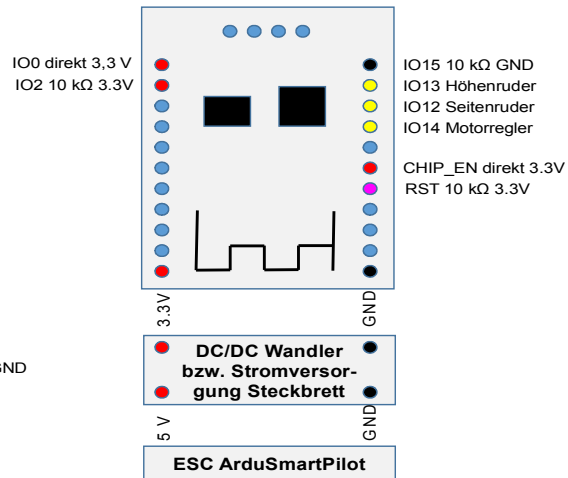 IO0 direkt 3,3 V
IO2 10 kΩ 3.3V
IO15 10 kΩ GND
IO13 Höhenruder
IO12 Seitenruder
IO14 Motorregler
CHIP_EN direkt 3.3V
RST 10 kΩ 3.3V
3.3V
GND
DC/DC Wandler
bzw. Stromversor-
gung Steckbrett
GND
5 V
GND
ESC ArduSmartPilot